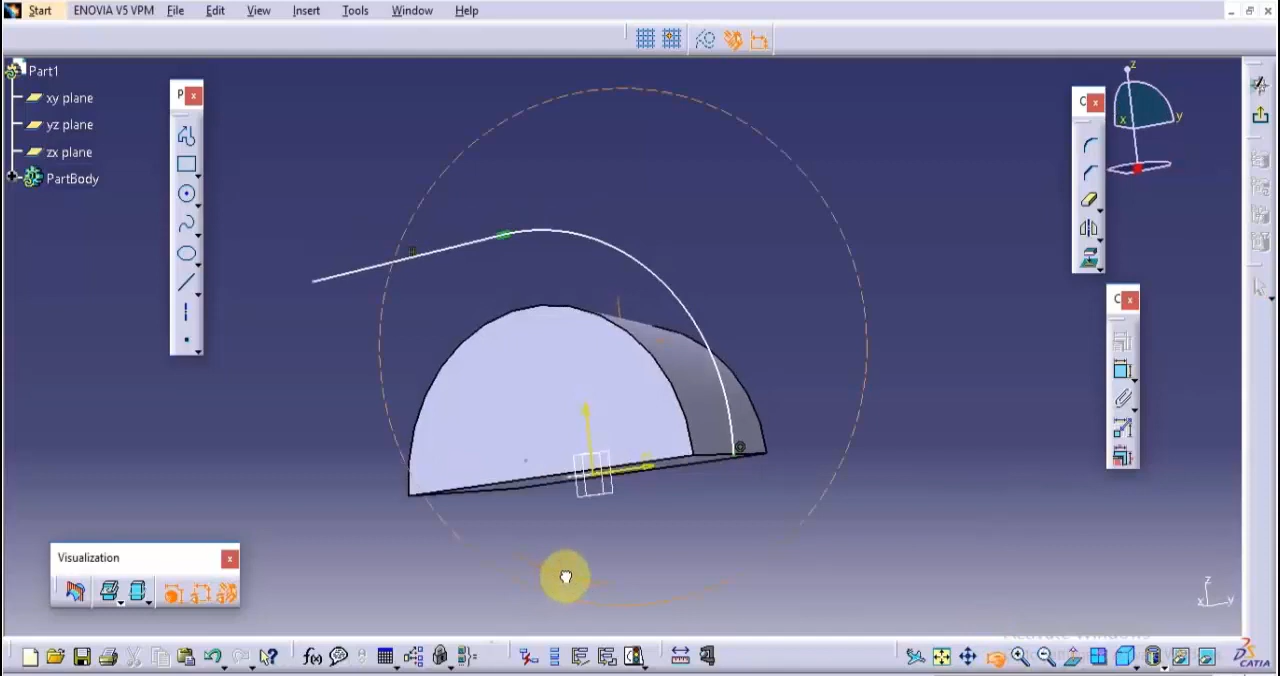 Start ENOVIA V5 VPM File Edit View Insert Tools Window Help
Part1
xy plane
yz plane
zx plane
PartBody
P
C
z
x y
C
Visualization
z
x y
f(x)
CATIA